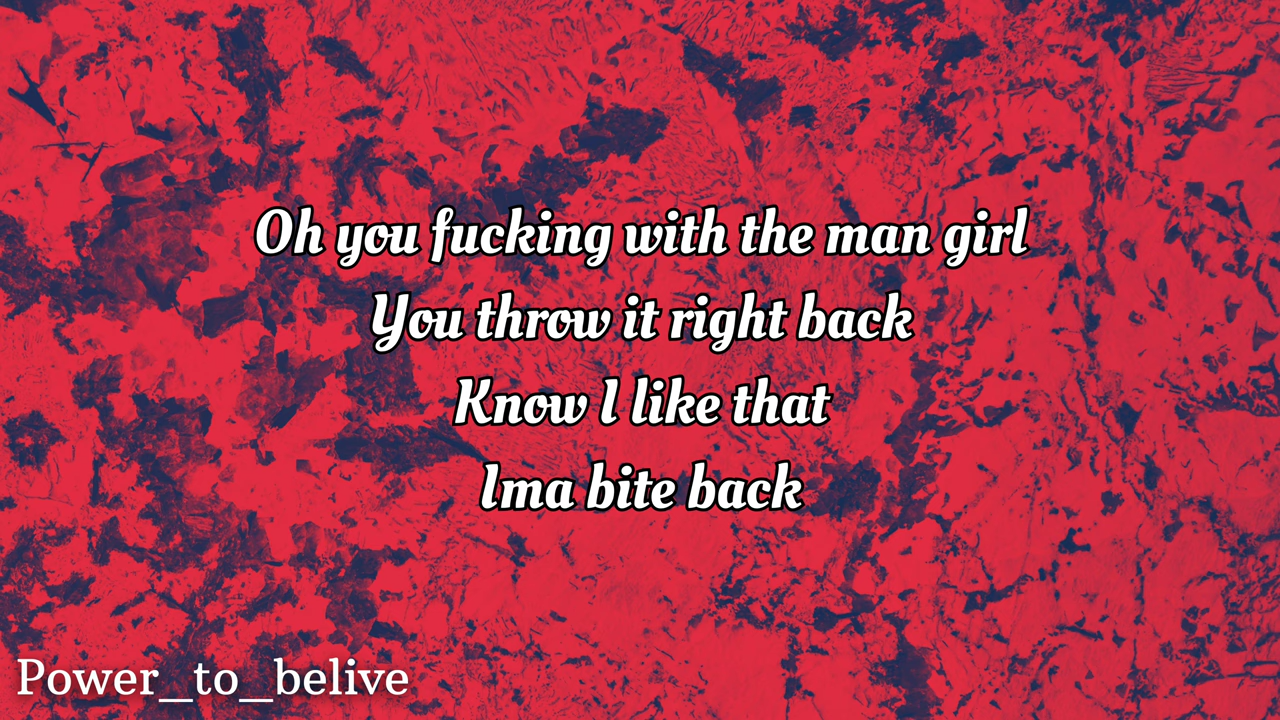 Oh you fucking with the man girl
You throw it right back
Know I like that
Ima bite back
Power_to_belive